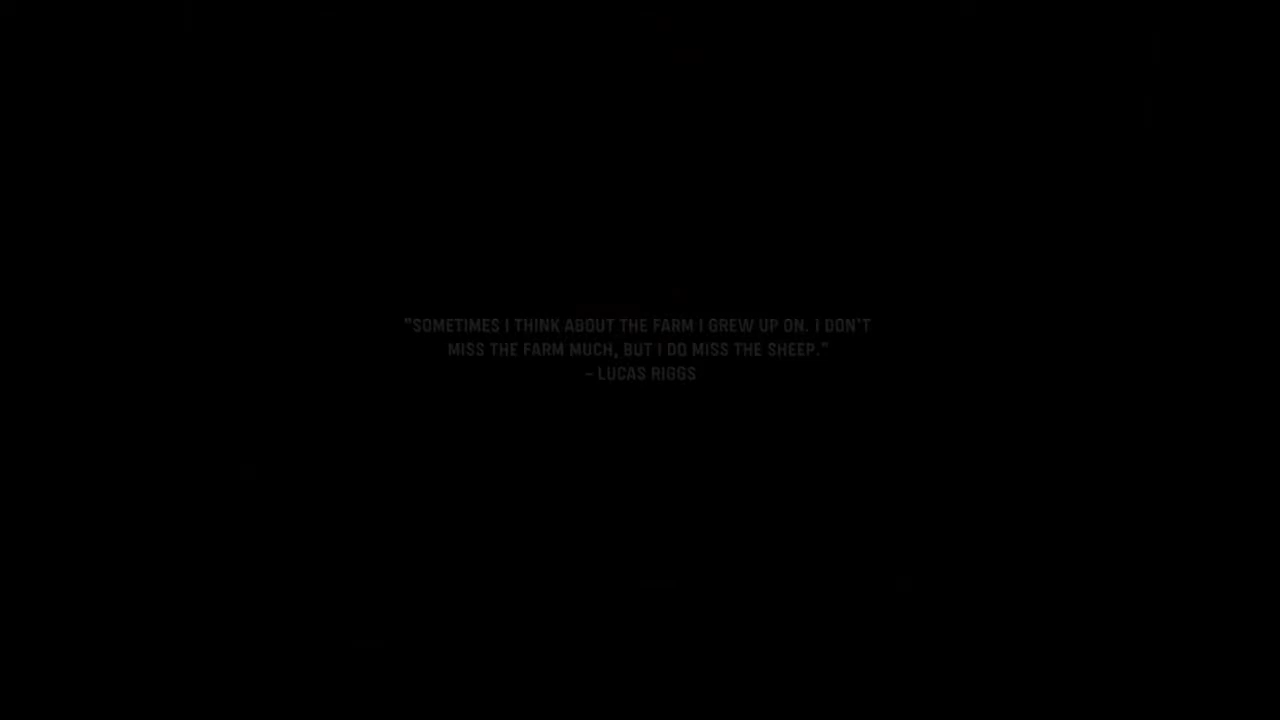 "SOMETIMES I THINK ABOUT THE FARM I GREW UP ON. I DON'T
MISS THE FARM MUCH, BUT I DO MISS THE SHEEP."
– LUCAS RIGGS